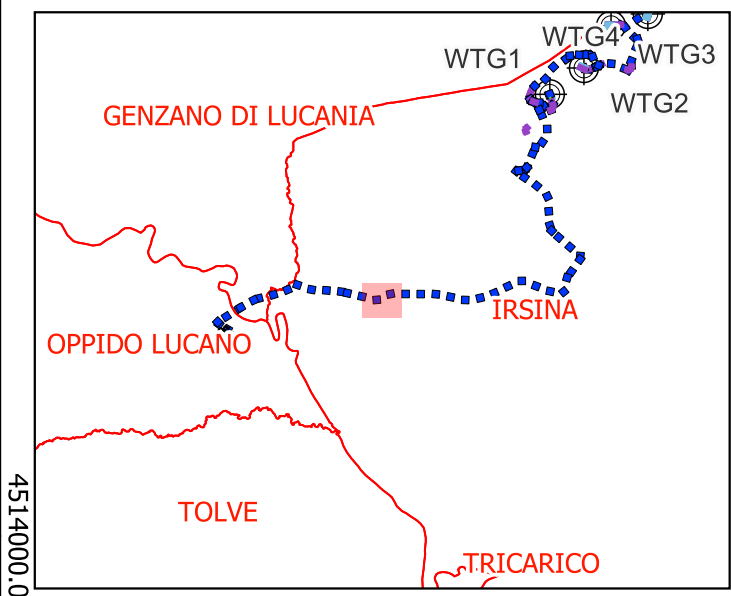 WTG4
WTG1
WTG3
WTG2
GENZANO DI LUCANIA
IRSINA
OPPIDO LUCANO
TOLVE
TRICARICO
4514000.0